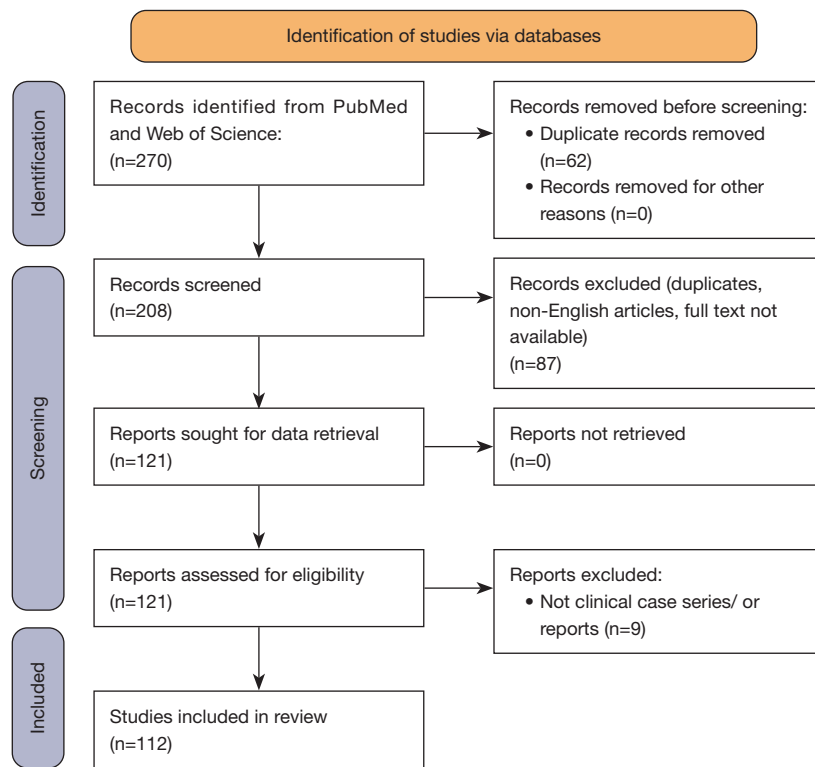 Identification of studies via databases
Identification
Records identified from PubMed
and Web of Science:
(n=270)
Records removed before screening:
• Duplicate records removed
(n=62)
• Records removed for other
reasons (n=0)
Screening
Records screened
(n=208)
Records excluded (duplicates,
non-English articles, full text not
available)
(n=87)
Reports sought for data retrieval
(n=121)
Reports not retrieved
(n=0)
Reports assessed for eligibility
(n=121)
Reports excluded:
• Not clinical case series/ or
reports (n=9)
Included
Studies included in review
(n=112)